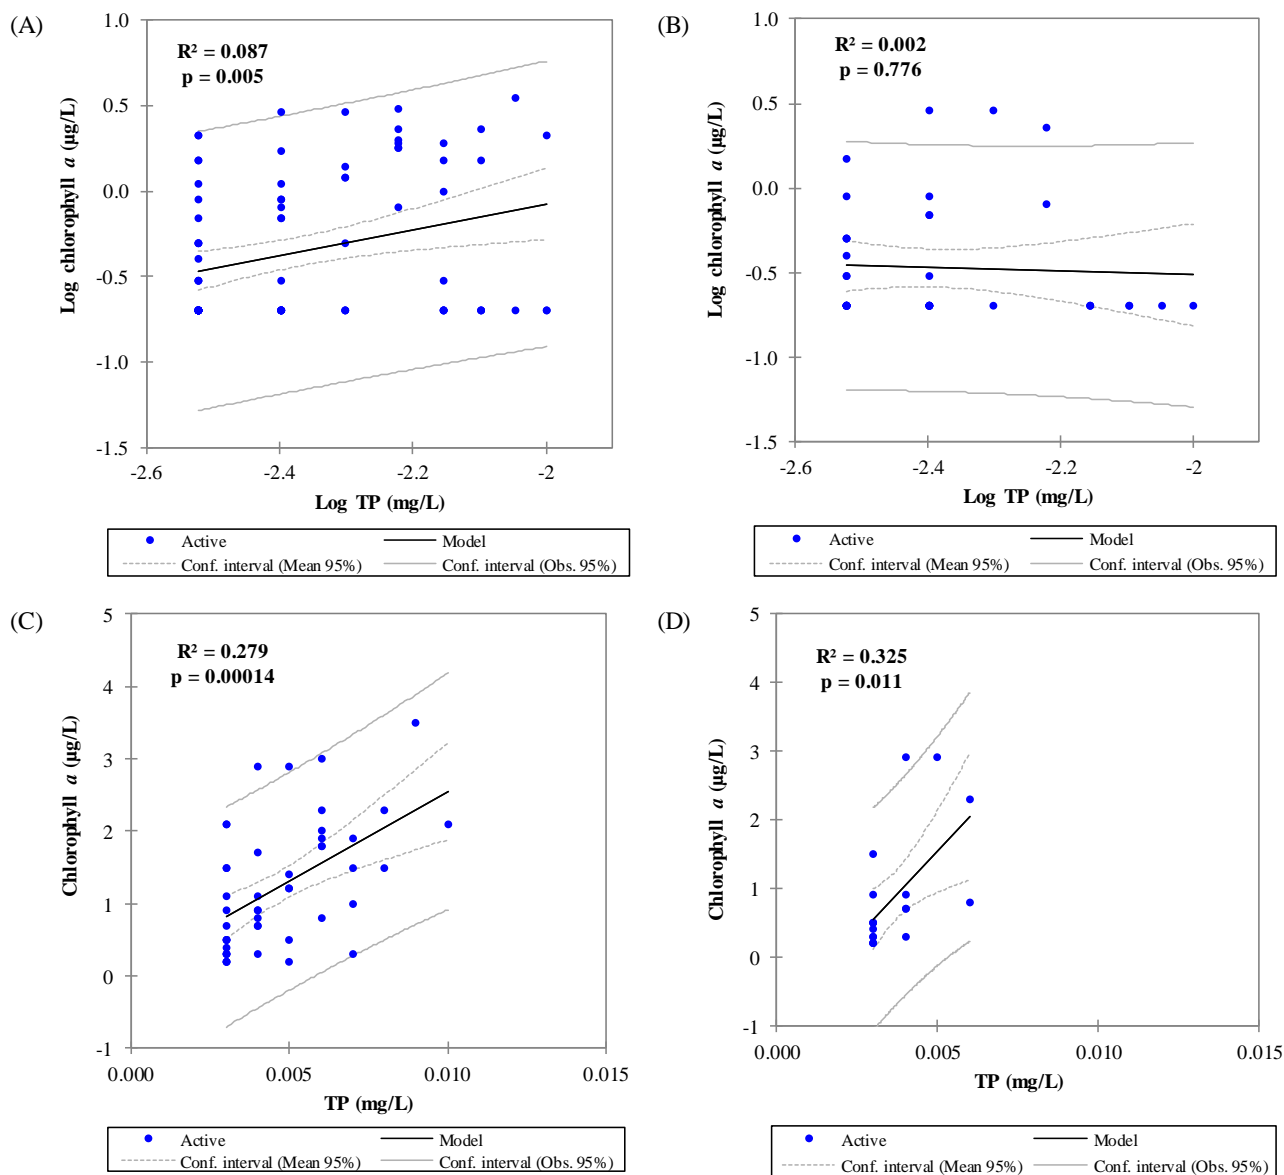 (A)
R² = 0.087
p = 0.005
Log chlorophyll a (µg/L)
1.0
0.5
0.0
-0.5
-1.0
-1.5
-2.6
-2.4
-2.2
-2
Log TP (mg/L)
Active
Model
Conf. interval (Mean 95%)
Conf. interval (Obs. 95%)
(B)
R² = 0.002
p = 0.776
Log chlorophyll a (µg/L)
1.0
0.5
0.0
-0.5
-1.0
-1.5
-2.6
-2.4
-2.2
-2
Log TP (mg/L)
Active
Model
Conf. interval (Mean 95%)
Conf. interval (Obs. 95%)
(C)
R² = 0.279
p = 0.00014
Chlorophyll a (µg/L)
5
4
3
2
1
0
-1
0.000
0.005
0.010
0.015
TP (mg/L)
Active
Model
Conf. interval (Mean 95%)
Conf. interval (Obs. 95%)
(D)
R² = 0.325
p = 0.011
Chlorophyll a (µg/L)
5
4
3
2
1
0
-1
0.000
0.005
0.010
0.015
TP (mg/L)
Active
Model
Conf. interval (Mean 95%)
Conf. interval (Obs. 95%)